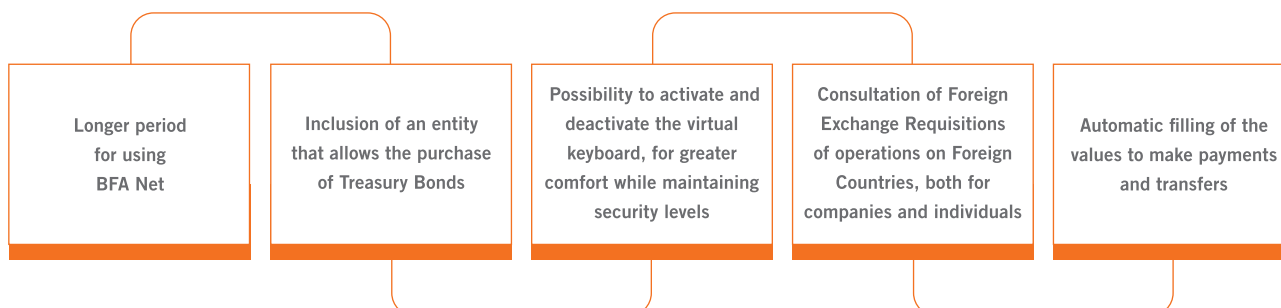 Longer period
for using
BFA Net
Inclusion of an entity
that allows the purchase
of Treasury Bonds
Possibility to activate and
deactivate the virtual
keyboard, for greater
comfort while maintaining
security levels
Consultation of Foreign
Exchange Requisitions
of operations on Foreign
Countries, both for
companies and individuals
Automatic filling of the
values to make payments
and transfers